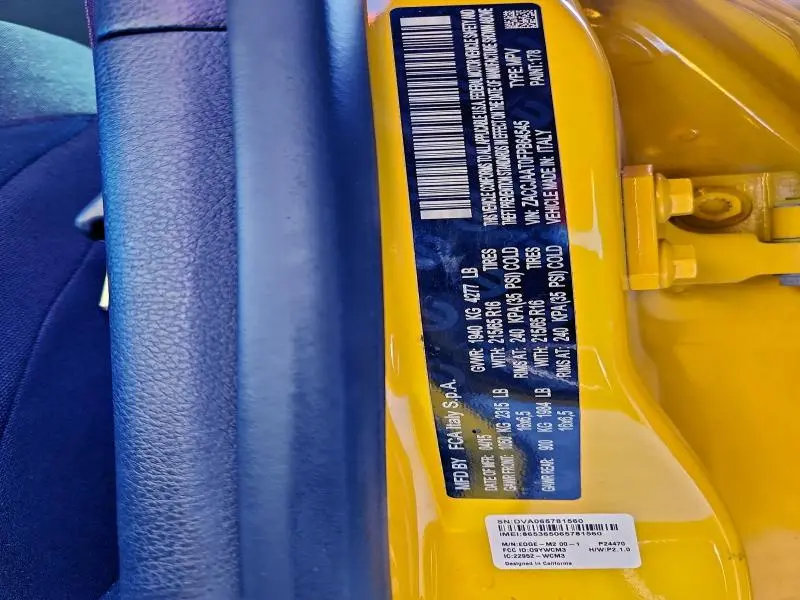 MFD BY FCA Italy S.p.A.
DATE OF MFR: 04/15 GVWR: 1940 KG 4277 LB
GAWR FRONT: 1050 KG 2315 LB WITH: 215/65 R16 TIRES
16x6,5 RIMS AT: 240 KPA(35 PSI) COLD
GAWR REAR: 900 KG 1984 LB WITH: 215/65 R16 TIRES
16x6,5 RIMS AT: 240 KPA(35 PSI) COLD
THIS VEHICLE CONFORMS TO ALL APPLICABLE U.S.A. FEDERAL MOTOR VEHICLE SAFETY AND
THEFT PREVENTION STANDARDS IN EFFECT ON THE DATE OF MANUFACTURE SHOWN ABOVE
VIN: ZACCJAAT0FPB84545 TYPE: MPV
VEHICLE MADE IN: ITALY PAINT: 178
SN:DVA065781560
IMEI:865365065781560
M/N:EDGE-M2 00-1 P24470
FCC ID:O9YWCM3 H/W:P2.1.0
IC:22952-WCM3
Designed in California